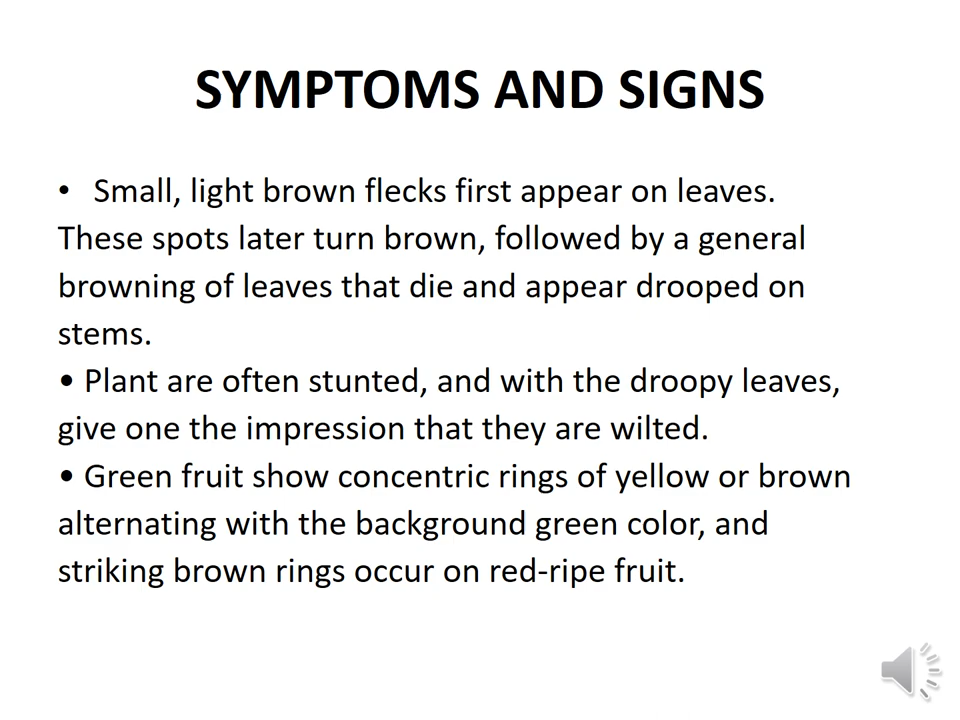 SYMPTOMS AND SIGNS
• Small, light brown flecks first appear on leaves.
These spots later turn brown, followed by a general
browning of leaves that die and appear drooped on
stems.
• Plant are often stunted, and with the droopy leaves,
give one the impression that they are wilted.
• Green fruit show concentric rings of yellow or brown
alternating with the background green color, and
striking brown rings occur on red-ripe fruit.